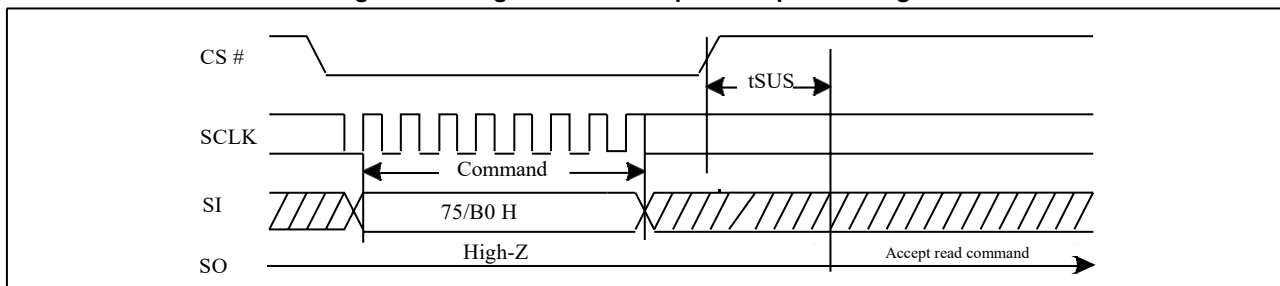 CS #
tSUS
SCLK
Command
SI
75/B0 H
High-Z
Accept read command
SO